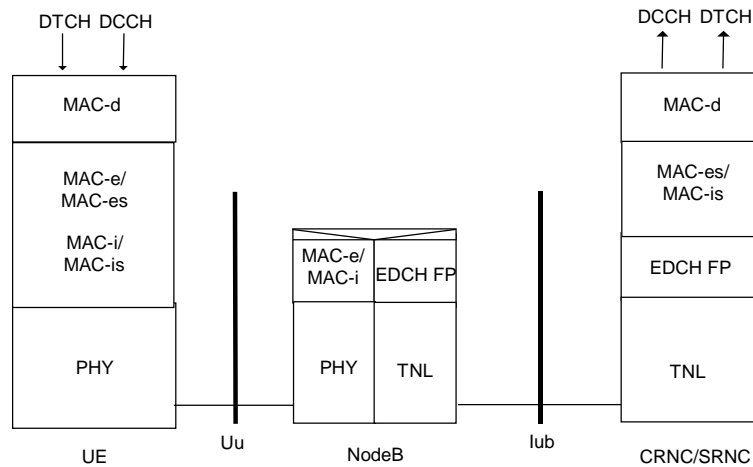 DTCH DCCH
MAC-d
MAC-e/
MAC-es
MAC-i/
MAC-is
PHY
UE
Uu
MAC-e/
MAC-i
EDCH FP
PHY
TNL
NodeB
Iub
DCCH DTCH
MAC-d
MAC-es/
MAC-is
EDCH FP
TNL
CRNC/SRNC